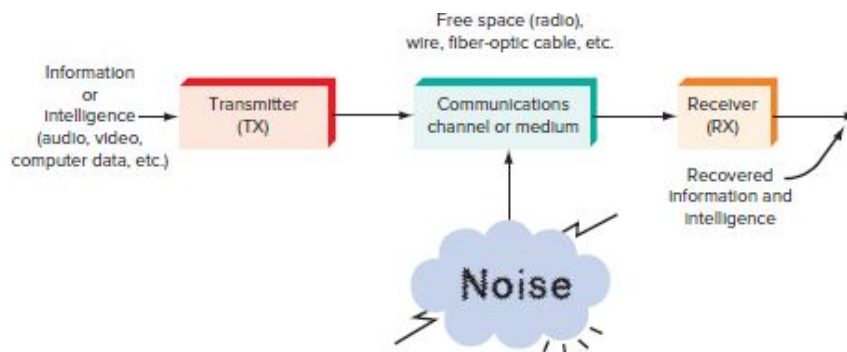 Free space (radio),
wire, fiber-optic cable, etc.
Information
or
intelligence
(audio, video,
computer data, etc.)
Transmitter
(TX)
Communications
channel or medium
Receiver
(RX)
Recovered
information and
intelligence
Noise